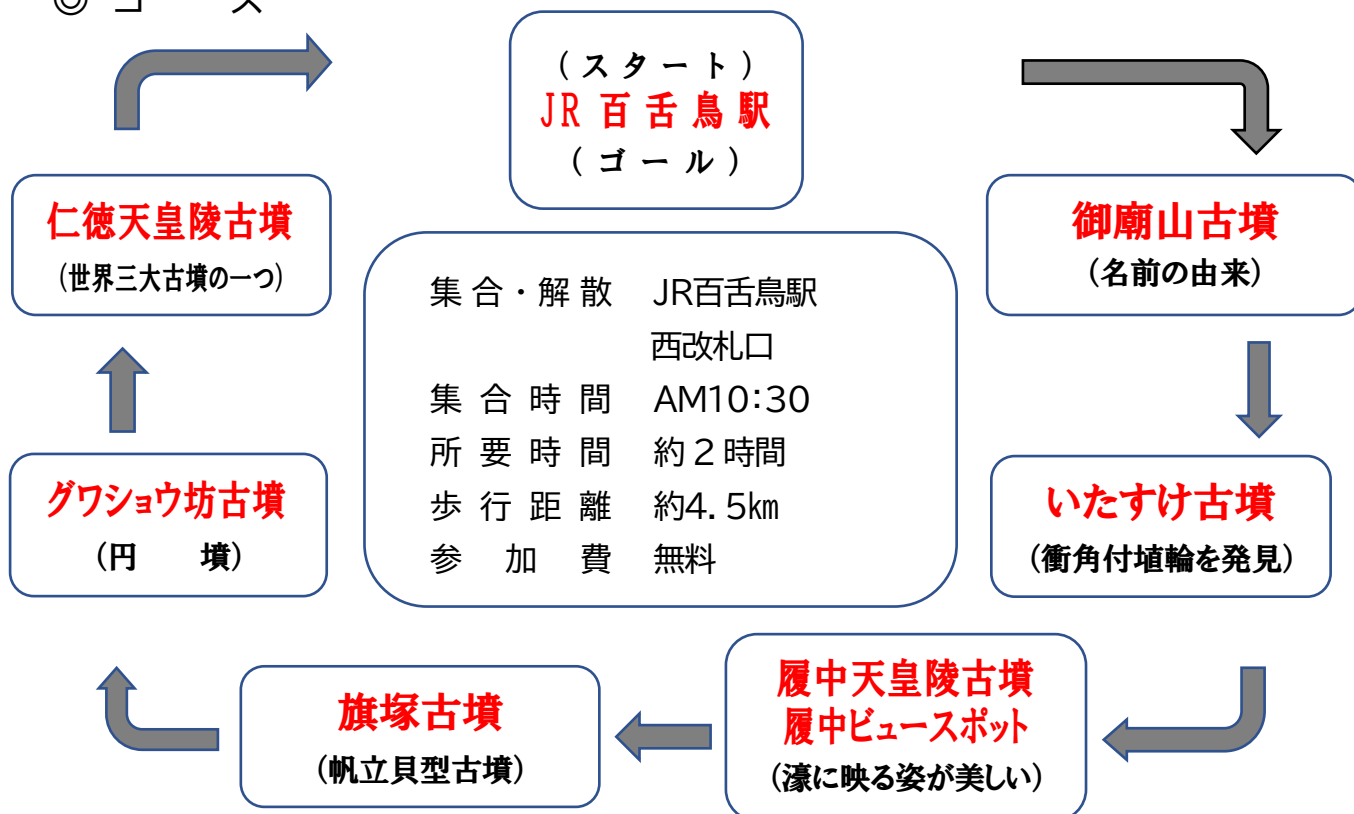 ◎ コース
(スタート)
JR百舌鳥駅
(ゴール)
御廟山古墳
(名前の由来)
いたすけ古墳
(衝角付埴輪を発見)
履中天皇陵古墳
履中ビュースポット
(濠に映る姿が美しい)
旗塚古墳
(帆立貝型古墳)
グワショウ坊古墳
(円 墳)
仁徳天皇陵古墳
(世界三大古墳の一つ)
集合・解散 JR百舌鳥駅
西改札口
集合時間 AM10:30
所要時間 約2時間
歩行距離 約4.5㎞
参加費 無料